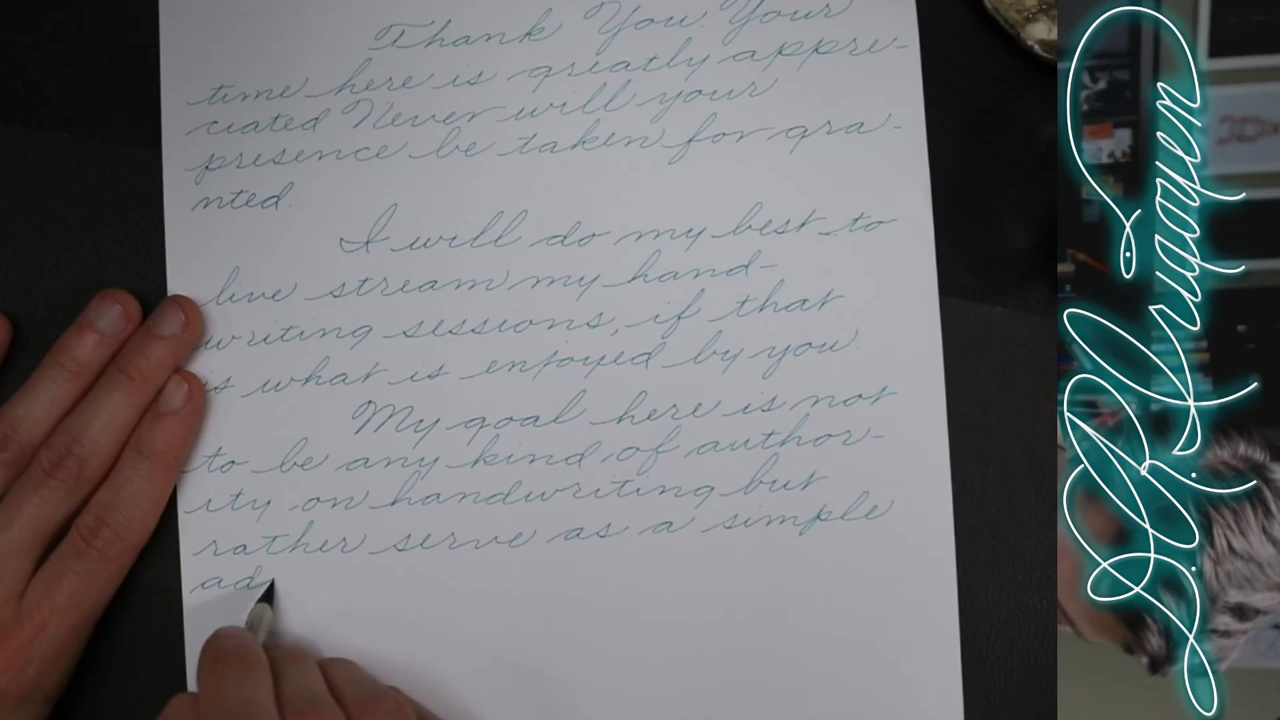 Thank You. Your
time here is greatly appre-
ciated Never will your
presence be taken for gra-
nted.
I will do my best to
live stream my hand-
writing sessions, if that
is what is enjoyed by you.
My goal here is not
to be any kind of author-
ity on handwriting but
rather serve as a simple
ad